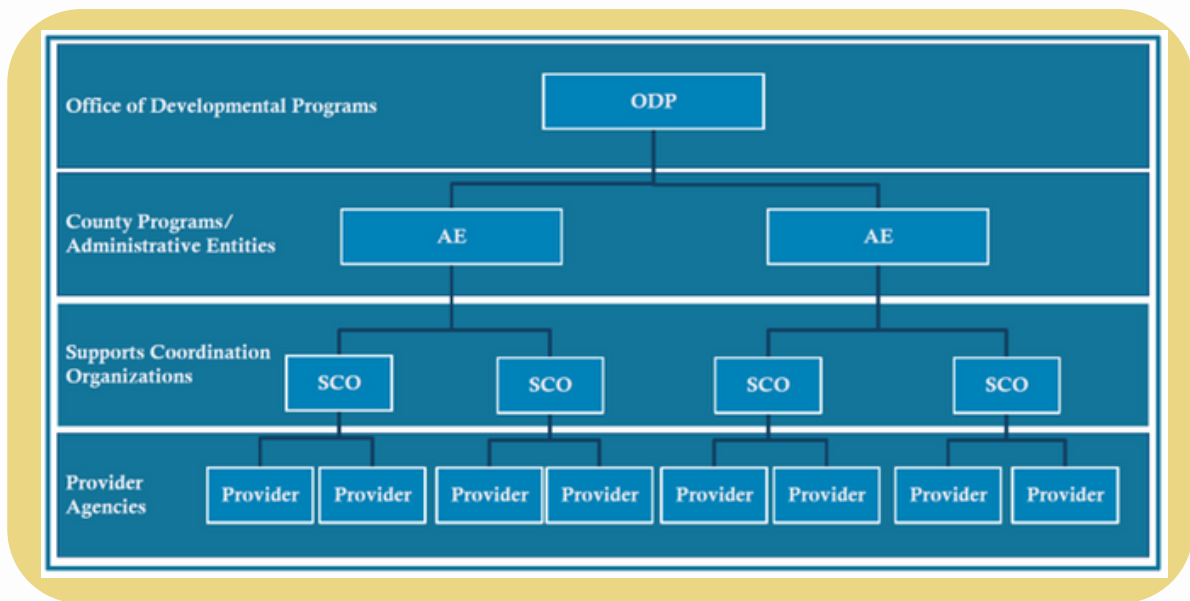 Office of Developmental Programs
ODP
County Programs/
Administrative Entities
AE
AE
Supports Coordination
Organizations
SCO
SCO
SCO
SCO
Provider
Agencies
Provider
Provider
Provider
Provider
Provider
Provider
Provider
Provider